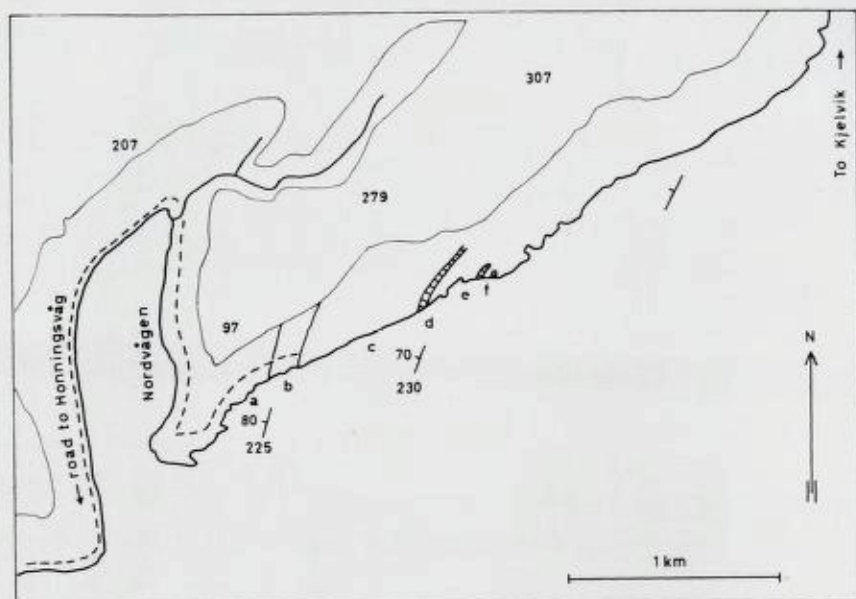 307
To Kjelvik →
207
279
Nordvågen
← road to Honningsvåg
97
N
a
b
c
d
e
f
70
230
80
225
1 km